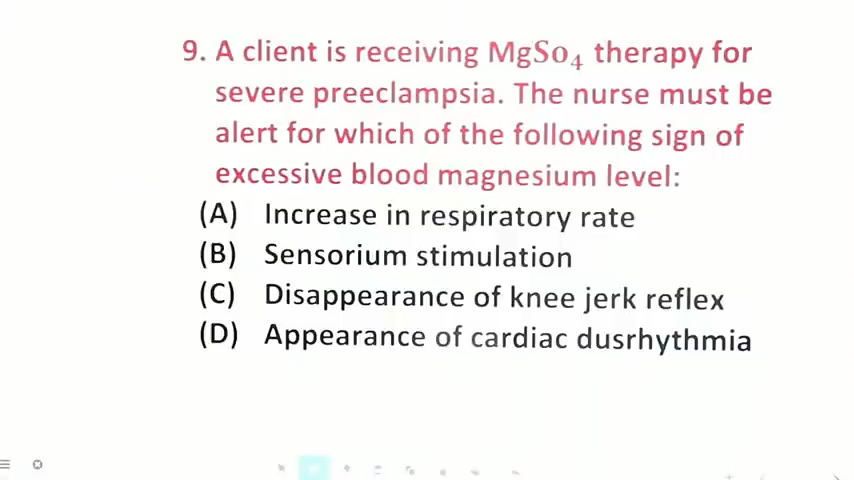 9. A client is receiving MgSo₄ therapy for
severe preeclampsia. The nurse must be
alert for which of the following sign of
excessive blood magnesium level:
(A) Increase in respiratory rate
(B) Sensorium stimulation
(C) Disappearance of knee jerk reflex
(D) Appearance of cardiac dusrhythmia